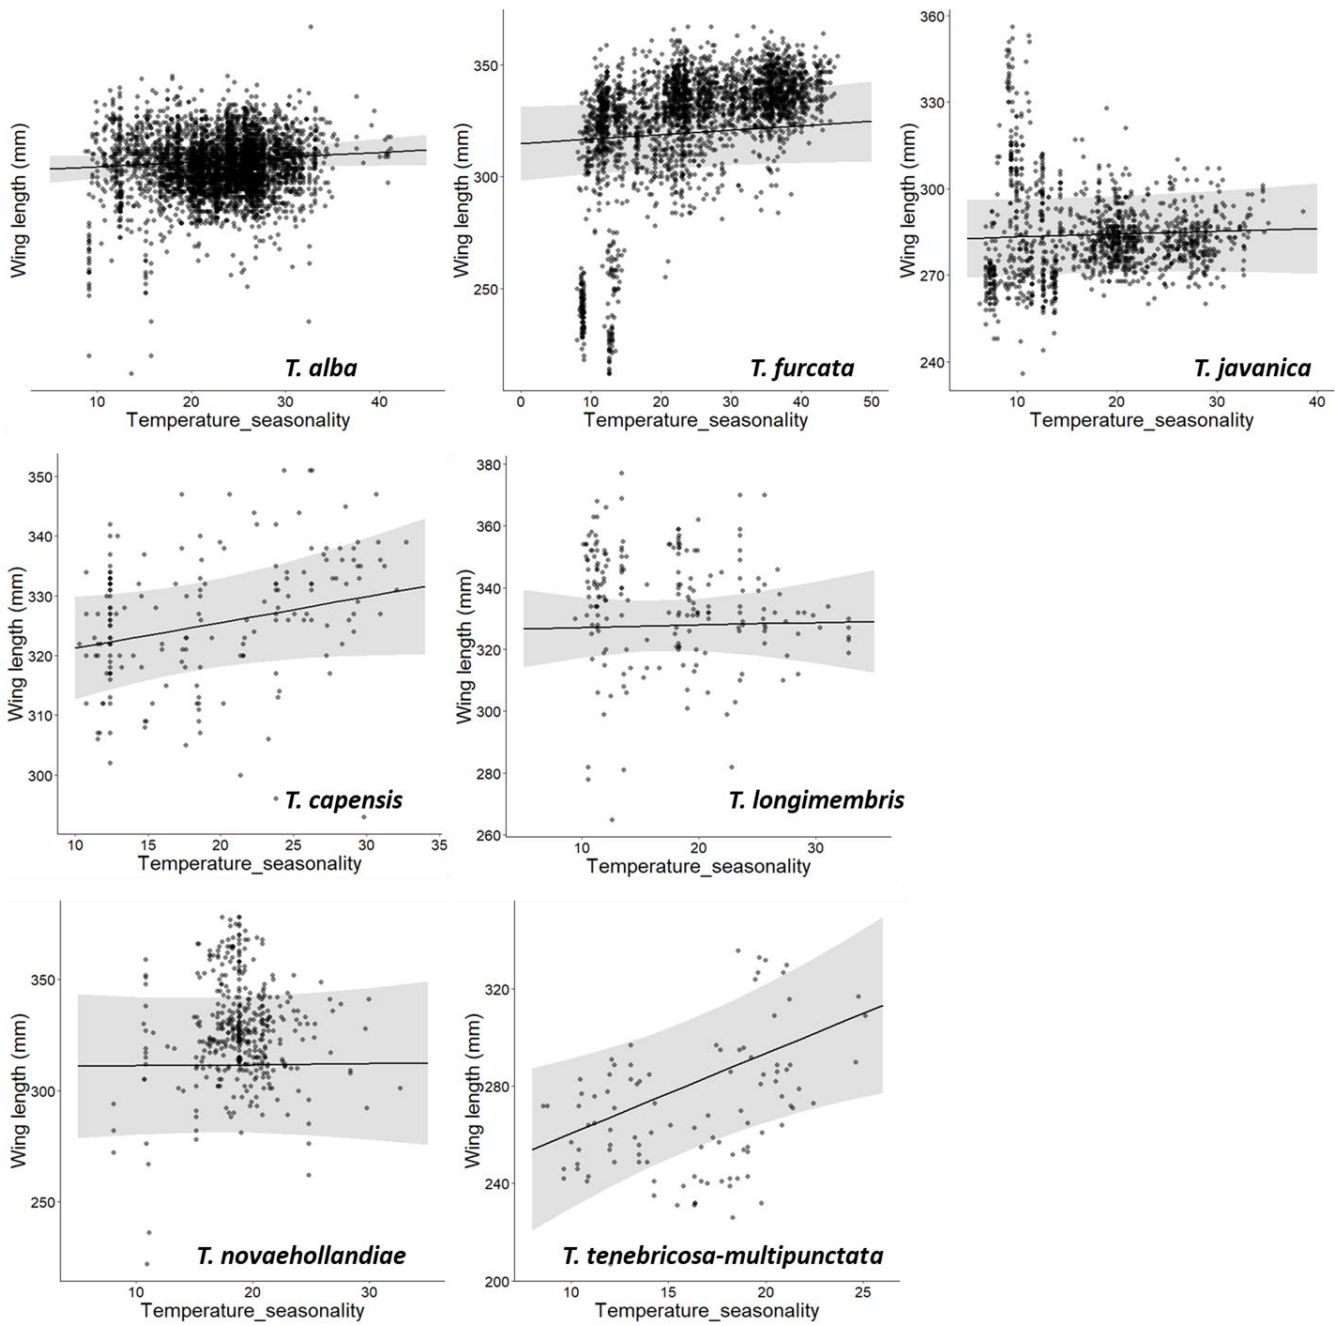 350
300
250
Wing length (mm)
T. alba
10 20 30 40
Temperature_seasonality
Wing length (mm)
T. furcata
0 10 20 30 40 50
Temperature_seasonality
360
330
300
270
240
Wing length (mm)
T. javanica
10 20 30 40
Temperature_seasonality
350
340
330
320
310
300
Wing length (mm)
T. capensis
10 15 20 25 30 35
Temperature_seasonality
380
360
340
320
300
280
260
Wing length (mm)
T. longimembris
10 20 30
Temperature_seasonality
350
300
250
Wing length (mm)
T. novaehollandiae
10 20 30
Temperature_seasonality
320
280
240
200
Wing length (mm)
T. tenebricosa-multipunctata
10 15 20 25
Temperature_seasonality